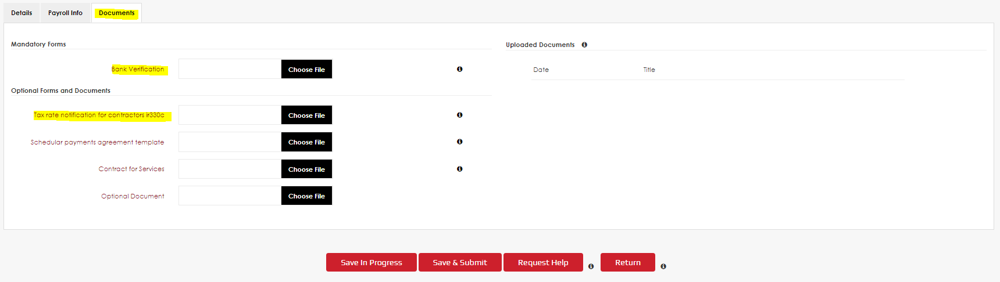 Details Payroll Info Documents
Mandatory Forms
Bank Verification Choose File
Optional Forms and Documents
Tax rate notification for contractors ir330c Choose File
Schedular payments agreement template Choose File
Contract for Services Choose File
Optional Document Choose File
Uploaded Documents
Date Title
Save In Progress Save & Submit Request Help Return